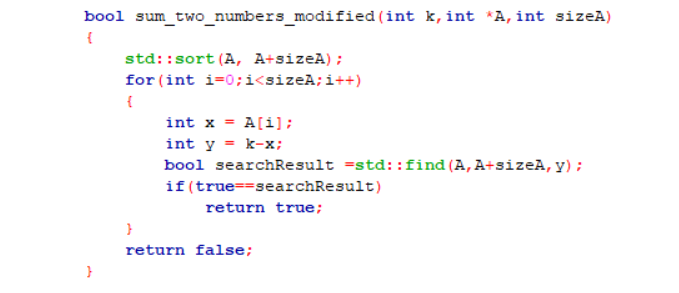 bool sum_two_numbers_modified(int k,int *A,int sizeA)
{
std::sort(A, A+sizeA);
for(int i=0;i<sizeA;i++)
{
int x = A[i];
int y = k-x;
bool searchResult =std::find(A,A+sizeA,y);
if(true==searchResult)
return true;
}
return false;
}